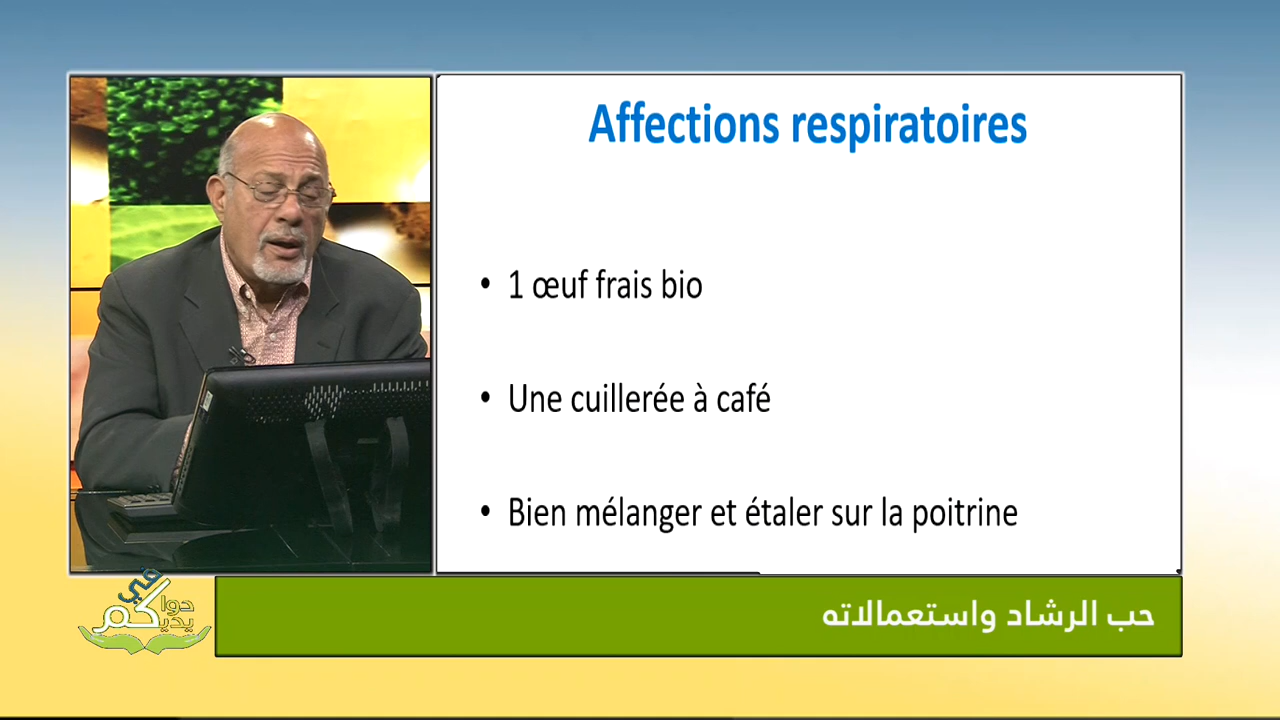 Affections respiratoires
• 1 œuf frais bio
• Une cuillerée à café
• Bien mélanger et étaler sur la poitrine
حب الرشاد واستعمالاته
دوا في
يديكم